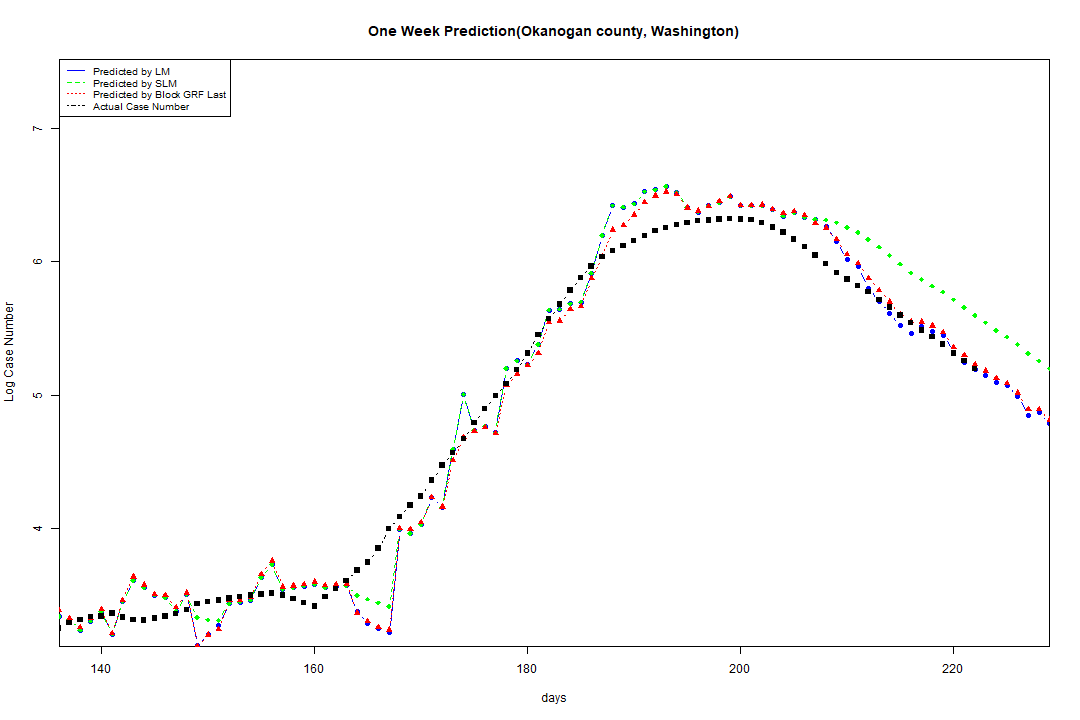 One Week Prediction(Okanogan county, Washington)
Predicted by LM
Predicted by SLM
Predicted by Block GRF Last
Actual Case Number
7
6
5
4
Log Case Number
140 160 180 200 220
days